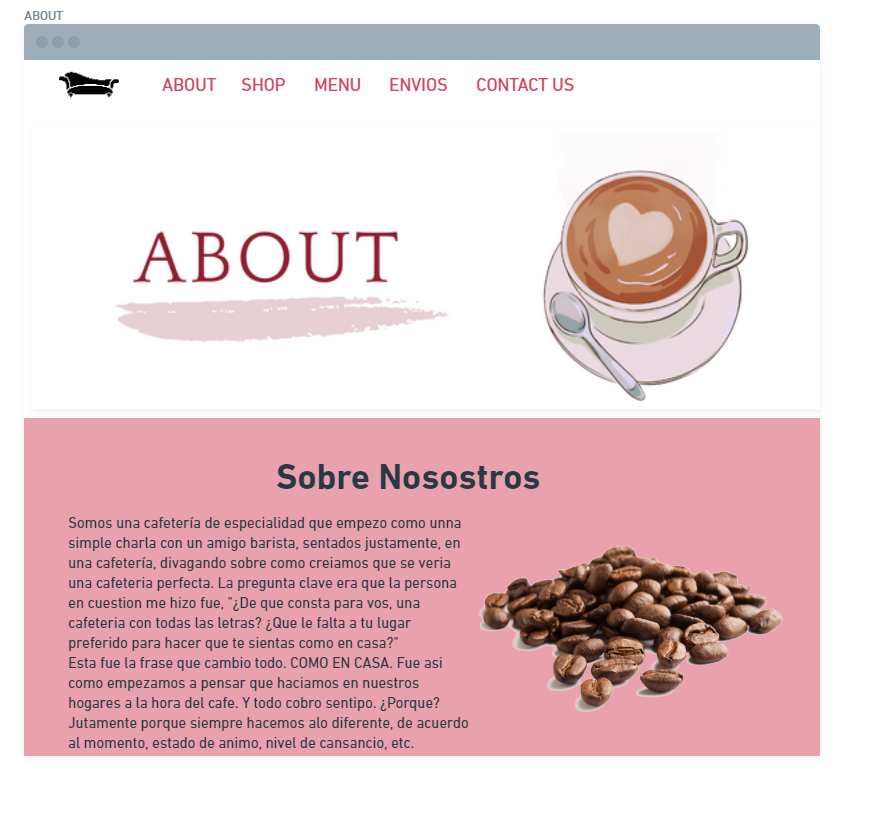 ABOUT
ABOUT SHOP MENU ENVIOS CONTACT US
ABOUT
Sobre Nosostros
Somos una cafetería de especialidad que empezo como unna
simple charla con un amigo barista, sentados justamente, en
una cafetería, divagando sobre como creiamos que se veria
una cafeteria perfecta. La pregunta clave era que la persona
en cuestion me hizo fue, "¿De que consta para vos, una
cafeteria con todas las letras? ¿Que le falta a tu lugar
preferido para hacer que te sientas como en casa?"
Esta fue la frase que cambio todo. COMO EN CASA. Fue asi
como empezamos a pensar que haciamos en nuestros
hogares a la hora del cafe. Y todo cobro sentipo. ¿Porque?
Jutamente porque siempre hacemos alo diferente, de acuerdo
al momento, estado de animo, nivel de cansancio, etc.